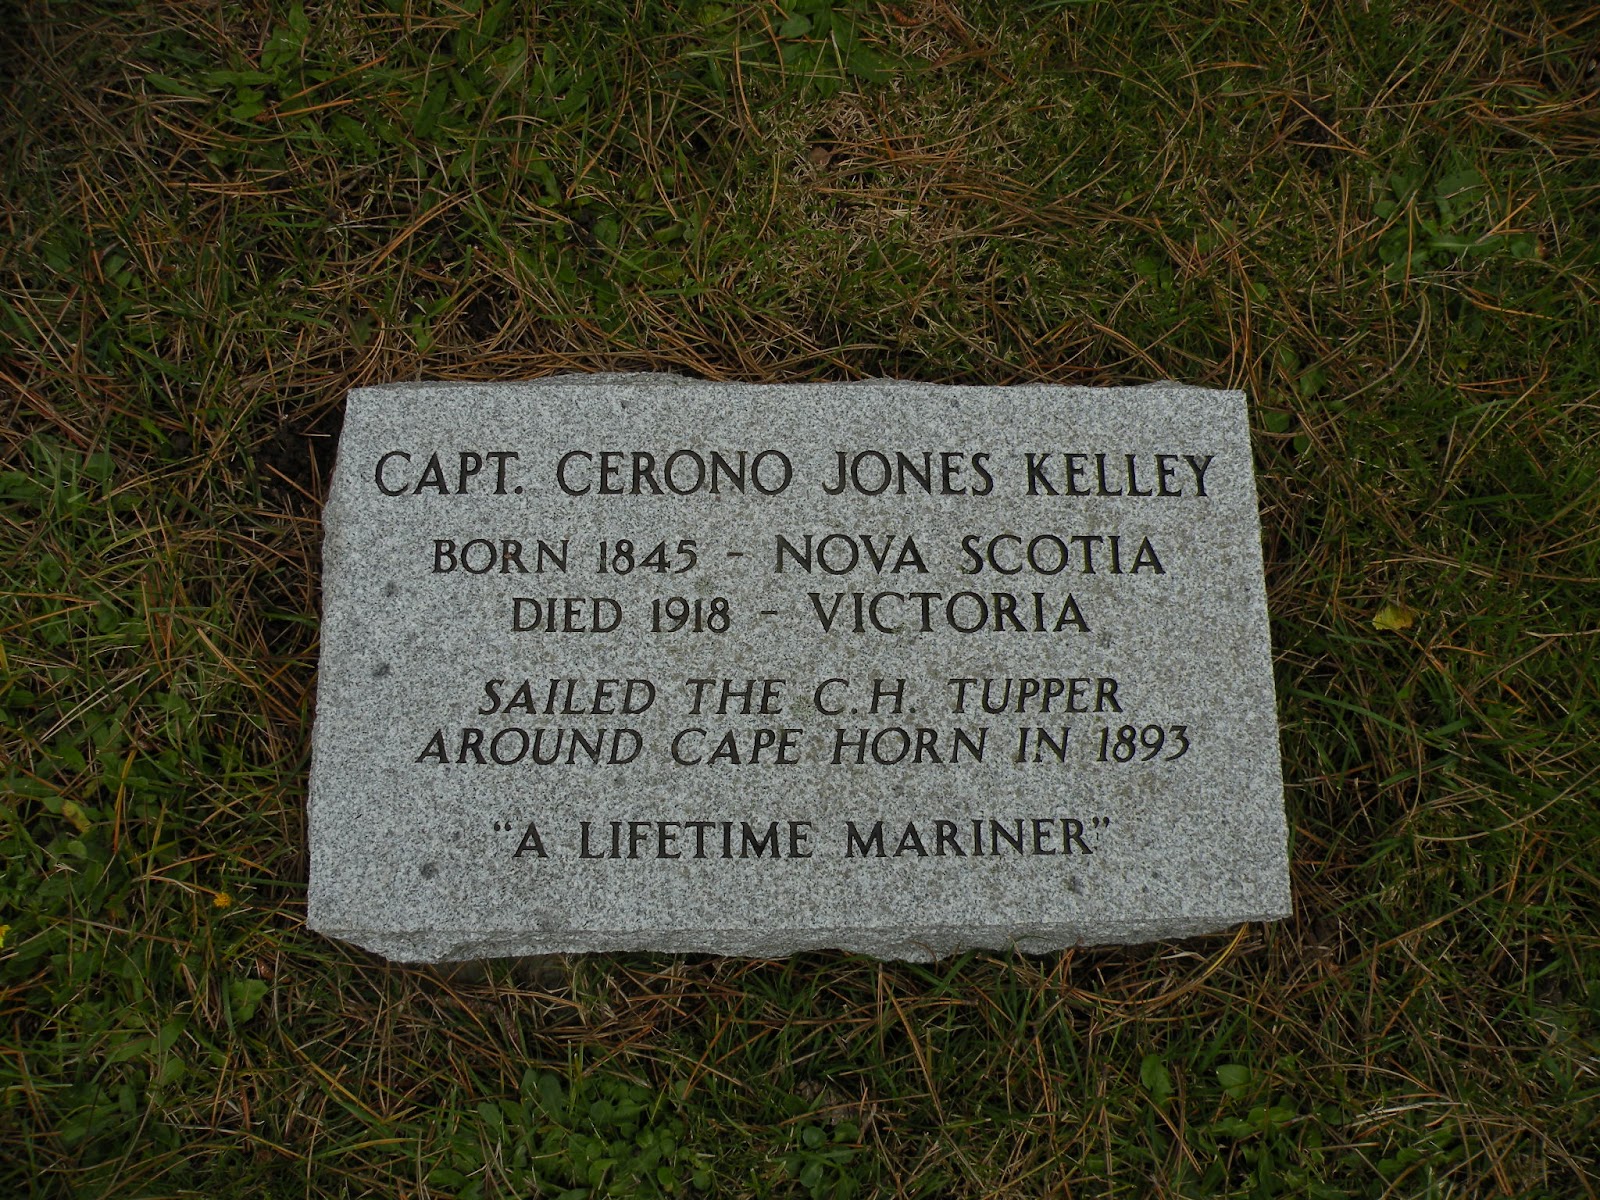 CAPT. CERONO JONES KELLEY
BORN 1845 - NOVA SCOTIA
DIED 1918 - VICTORIA
SAILED THE C.H. TUPPER
AROUND CAPE HORN IN 1893
“A LIFETIME MARINER”